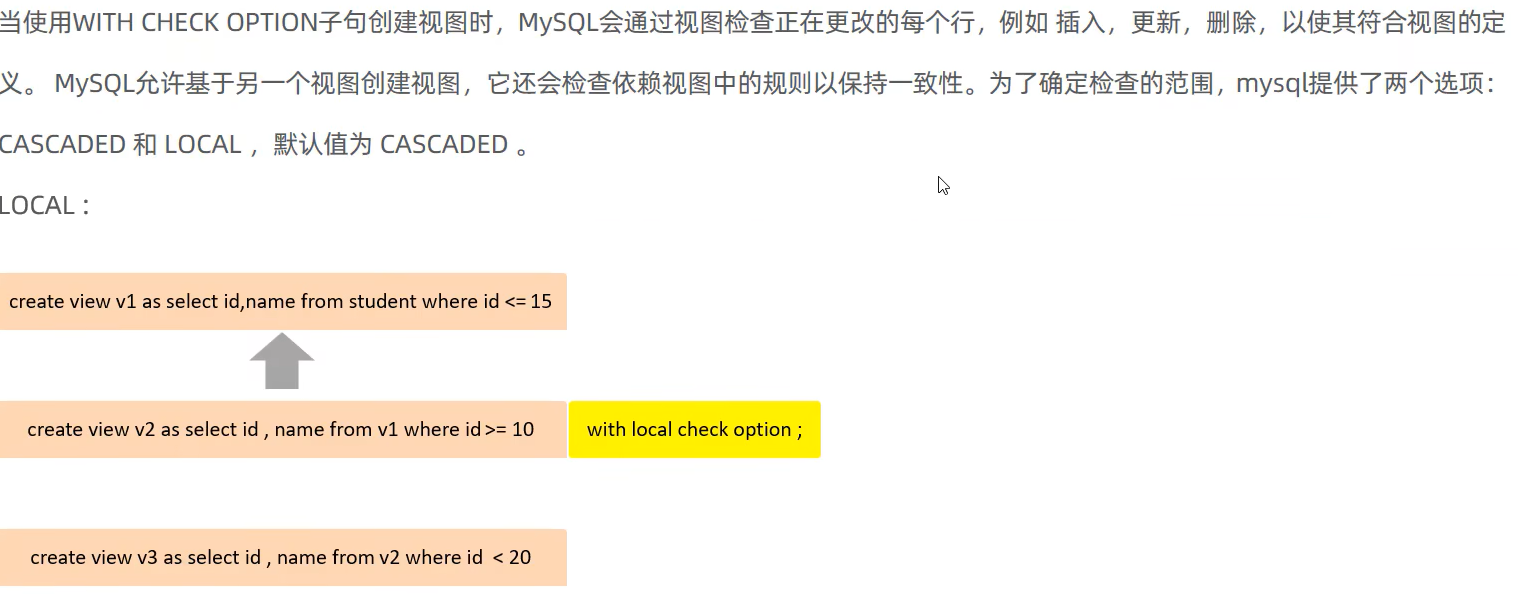 当使用WITH CHECK OPTION子句创建视图时，MySQL会通过视图检查正在更改的每个行，例如 插入，更新，删除，以使其符合视图的定
义。 MySQL允许基于另一个视图创建视图，它还会检查依赖视图中的规则以保持一致性。为了确定检查的范围，mysql提供了两个选项：
CASCADED 和 LOCAL ，默认值为 CASCADED 。
LOCAL :
create view v1 as select id,name from student where id <= 15
create view v2 as select id , name from v1 where id >= 10 with local check option ;
create view v3 as select id , name from v2 where id < 20